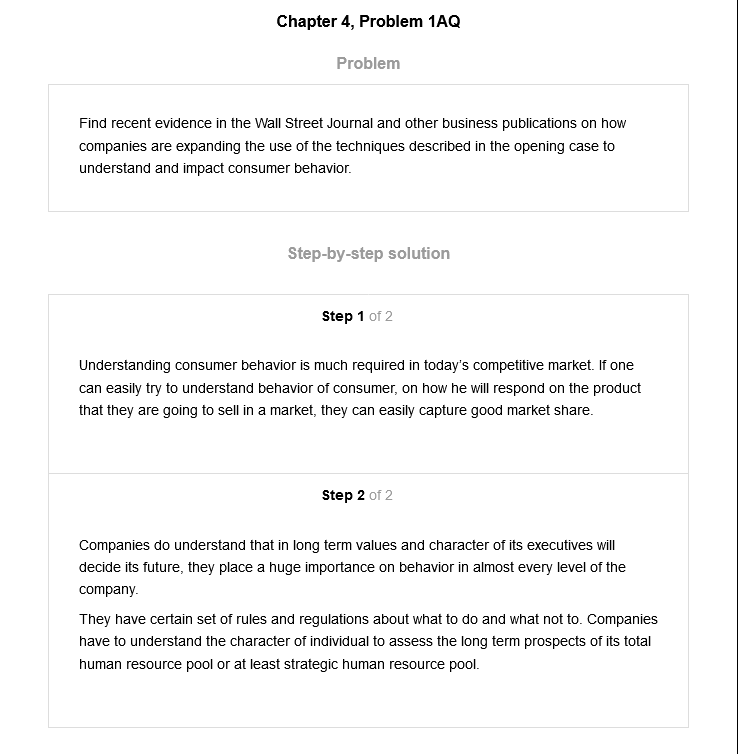 Chapter 4, Problem 1AQ
Problem
Find recent evidence in the Wall Street Journal and other business publications on how
companies are expanding the use of the techniques described in the opening case to
understand and impact consumer behavior.
Step-by-step solution
Step 1 of 2
Understanding consumer behavior is much required in today's competitive market. If one
can easily try to understand behavior of consumer, on how he will respond on the product
that they are going to sell in a market, they can easily capture good market share.
Step 2 of 2
Companies do understand that in long term values and character of its executives will
decide its future, they place a huge importance on behavior in almost every level of the
company.
They have certain set of rules and regulations about what to do and what not to. Companies
have to understand the character of individual to assess the long term prospects of its total
human resource pool or at least strategic human resource pool.